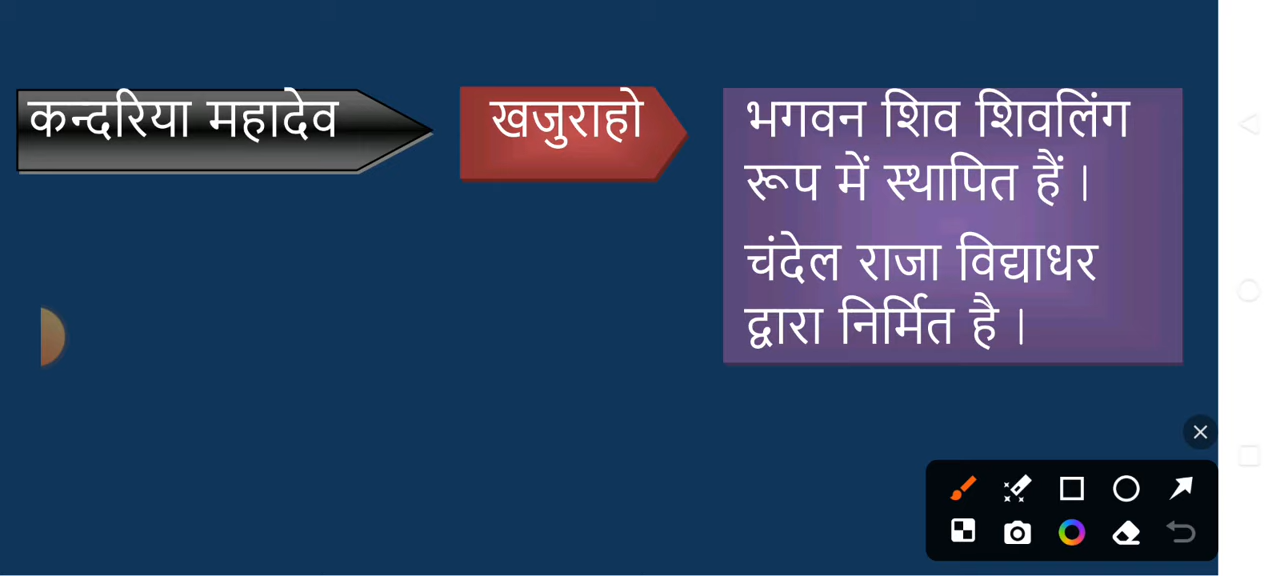 कन्दरिया महादेव
खजुराहो
भगवन शिव शिवलिंग
रूप में स्थापित हैं ।
चंदेल राजा विद्याधर
द्वारा निर्मित है ।